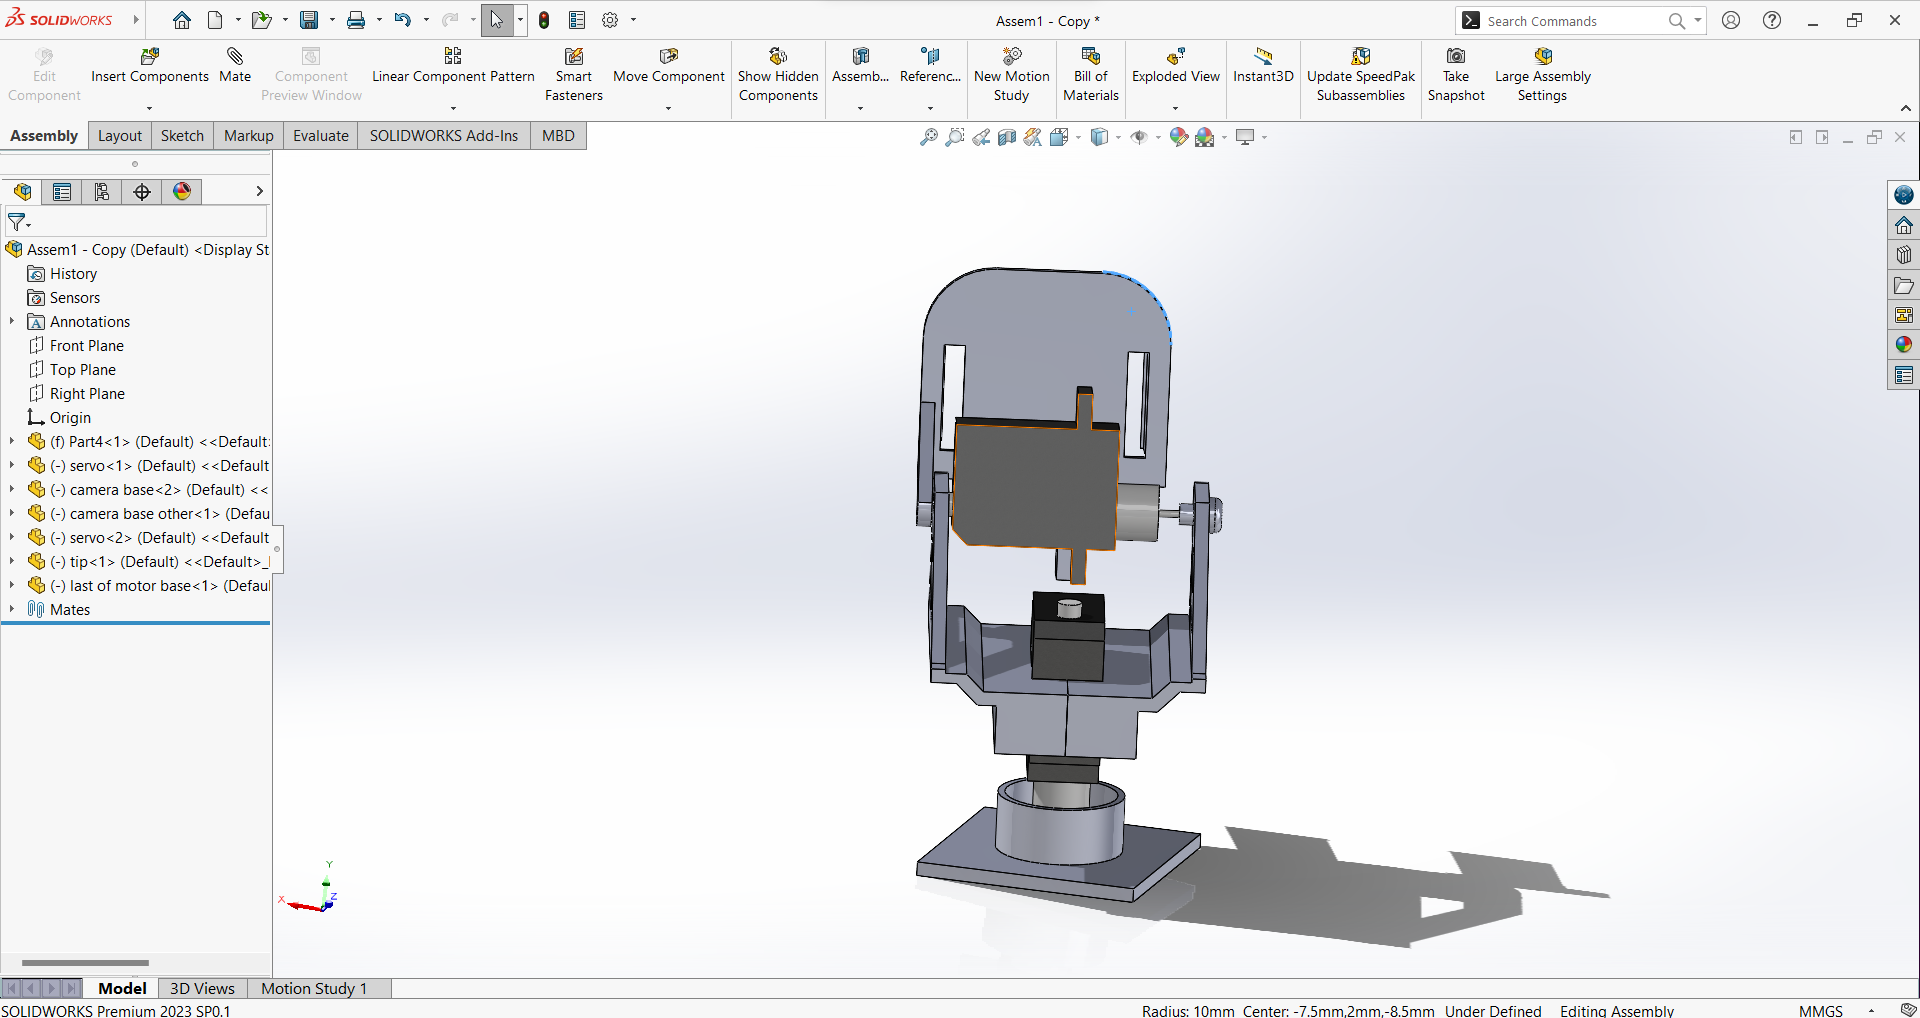 SOLIDWORKS
Assem1 - Copy *
Search Commands
Edit Component
Insert Components
Mate
Component Preview Window
Linear Component Pattern
Smart Fasteners
Move Component
Show Hidden Components
Assemb...
Referenc...
New Motion Study
Bill of Materials
Exploded View
Instant3D
Update SpeedPak Subassemblies
Take Snapshot
Large Assembly Settings
Assembly
Layout
Sketch
Markup
Evaluate
SOLIDWORKS Add-Ins
MBD
Assem1 - Copy (Default) <Display St
History
Sensors
Annotations
Front Plane
Top Plane
Right Plane
Origin
(f) Part4<1> (Default) <<Default
(-) servo<1> (Default) <<Default
(-) camera base<2> (Default) <<
(-) camera base other<1> (Defau
(-) servo<2> (Default) <<Default
(-) tip<1> (Default) <<Default>_
(-) last of motor base<1> (Defaul
Mates
Y
X
Z
Model
3D Views
Motion Study 1
SOLIDWORKS Premium 2023 SP0.1
Radius: 10mm Center: -7.5mm,2mm,-8.5mm
Under Defined
Editing Assembly
MMGS